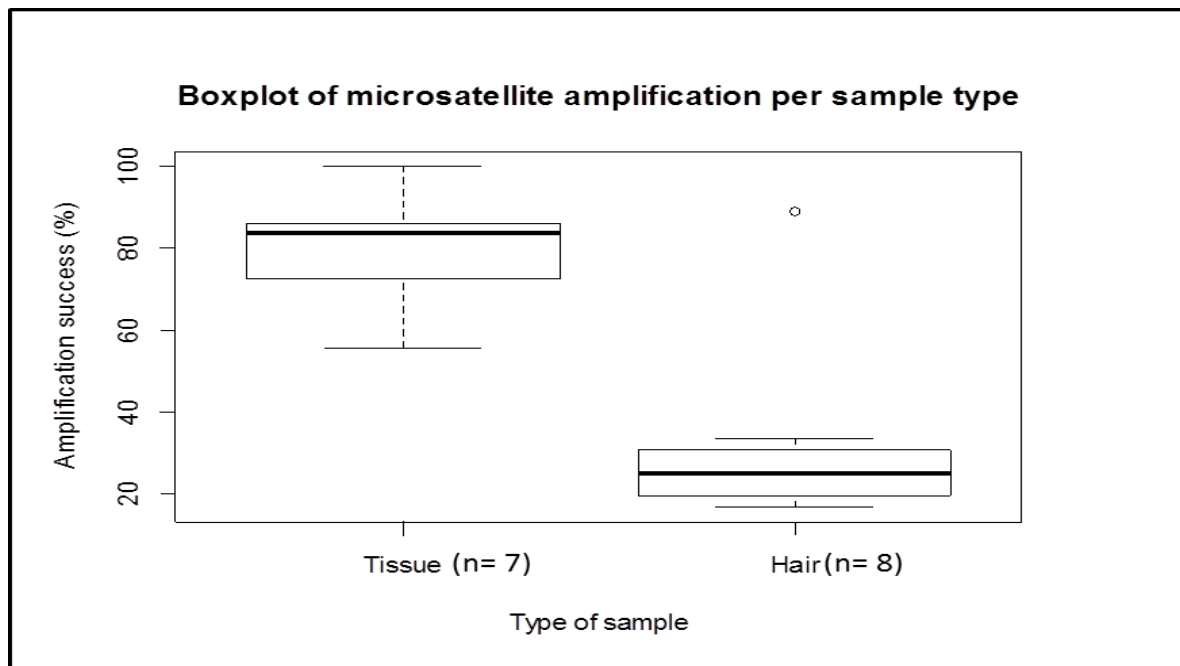 Boxplot of microsatellite amplification per sample type
Amplification success (%)
100
80
60
40
20
Tissue (n= 7)
Hair (n= 8)
Type of sample